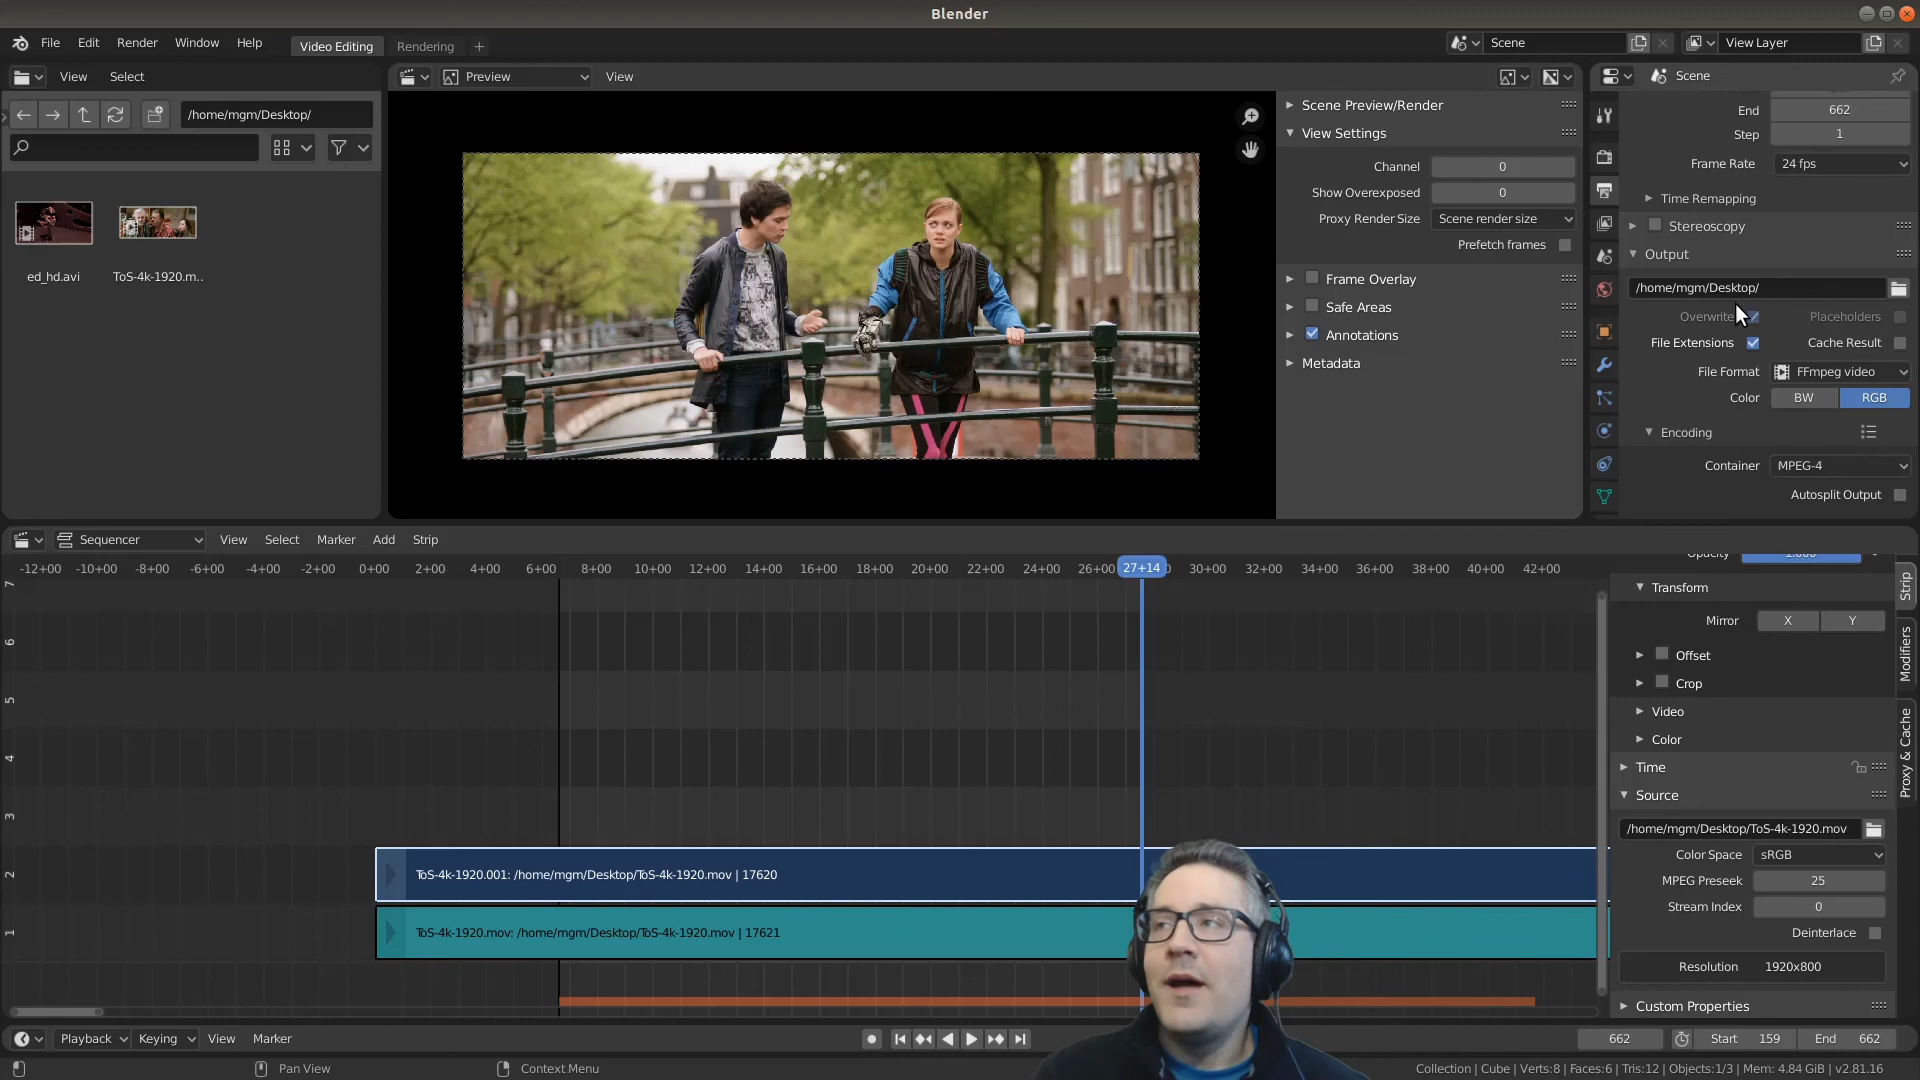 Blender
File Edit Render Window Help Video Editing Rendering + Scene View Layer
View Select Preview View Scene
/home/mgm/Desktop/
ed_hd.avi ToS-4k-1920.m..
Scene Preview/Render
View Settings
Channel 0
Show Overexposed 0
Proxy Render Size Scene render size
Prefetch frames
Frame Overlay
Safe Areas
Annotations
Metadata
End 662
Step 1
Frame Rate 24 fps
Time Remapping
Stereoscopy
Output
/home/mgm/Desktop/
Overwrite Placeholders
File Extensions Cache Result
File Format FFmpeg video
Color BW RGB
Encoding
Container MPEG-4
Autosplit Output
Sequencer View Select Marker Add Strip
-12+00 -10+00 -8+00 -6+00 -4+00 -2+00 0+00 2+00 4+00 6+00 8+00 10+00 12+00 14+00 16+00 18+00 20+00 22+00 24+00 26+00 27+14 30+00 32+00 34+00 36+00 38+00 40+00 42+00
7
6
5
4
3
2
1
ToS-4k-1920.001: /home/mgm/Desktop/ToS-4k-1920.mov | 17620
ToS-4k-1920.mov: /home/mgm/Desktop/ToS-4k-1920.mov | 17621
Transform
Mirror X Y
Offset
Crop
Video
Color
Time
Source
/home/mgm/Desktop/ToS-4k-1920.mov
Color Space sRGB
MPEG Preseek 25
Stream Index 0
Deinterlace
Resolution 1920x800
Custom Properties
Strip
Modifiers
Proxy & Cache
Playback Keying View Marker 662 Start 159 End 662
Pan View Context Menu Collection | Cube | Verts:8 | Faces:6 | Tris:12 | Objects:1/3 | Mem: 4.84 GiB | v2.81.16